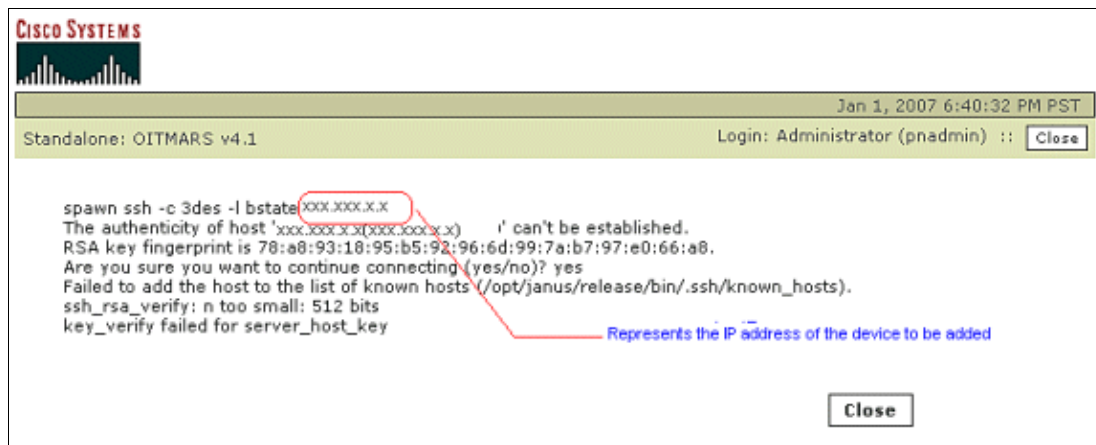 CISCO SYSTEMS
Jan 1, 2007 6:40:32 PM PST
Standalone: OITMARS v4.1
Login: Administrator (pnadmin) :: Close
spawn ssh -c 3des -l bstate xxx.xxx.x.x
The authenticity of host 'xxx.xxx.x.x(xxx.xxx.x.x) ' can't be established.
RSA key fingerprint is 78:a8:93:18:95:b5:92:96:6d:99:7a:b7:97:e0:66:a8.
Are you sure you want to continue connecting (yes/no)? yes
Failed to add the host to the list of known hosts (/opt/janus/release/bin/.ssh/known_hosts).
ssh_rsa_verify: n too small: 512 bits
key_verify failed for server_host_key
Represents the IP address of the device to be added
Close